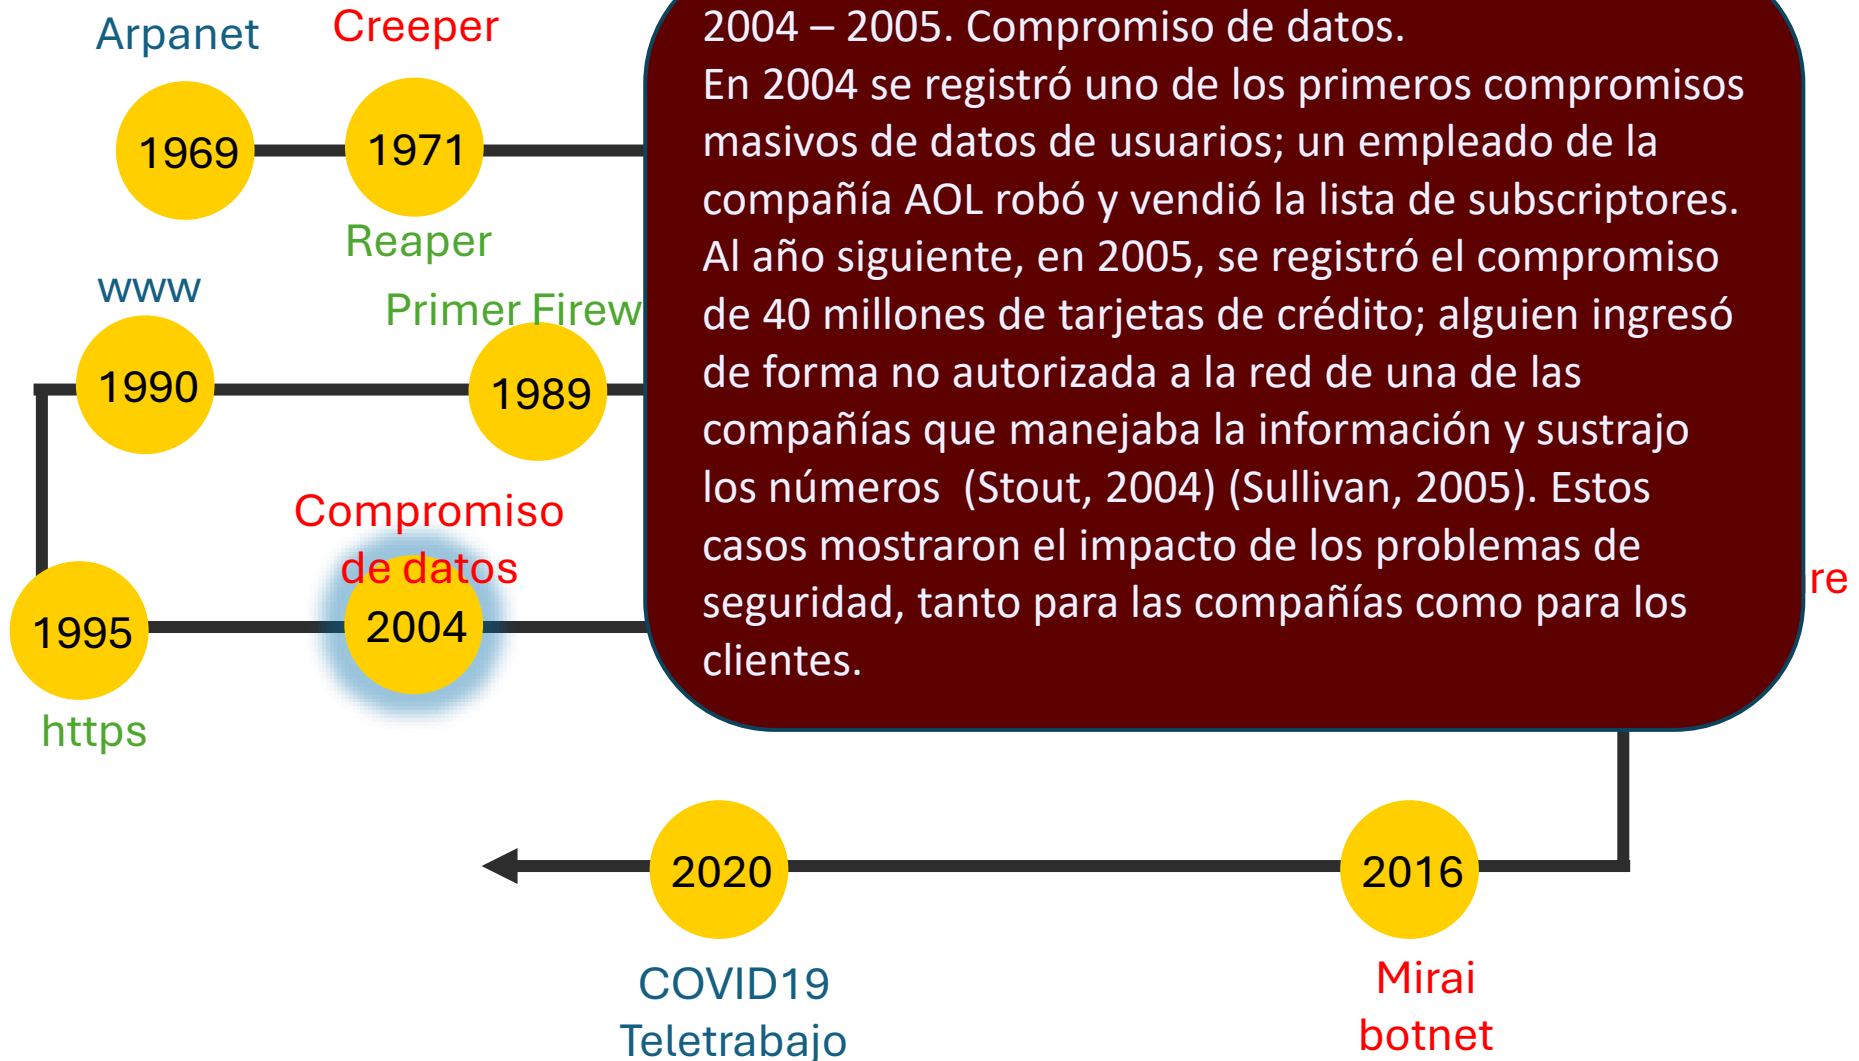 Arpanet
Creeper
1969
1971
Reaper
2004 – 2005. Compromiso de datos.
En 2004 se registró uno de los primeros compromisos
masivos de datos de usuarios; un empleado de la
compañía AOL robó y vendió la lista de subscriptores.
Al año siguiente, en 2005, se registró el compromiso
de 40 millones de tarjetas de crédito; alguien ingresó
de forma no autorizada a la red de una de las
compañías que manejaba la información y sustrajo
los números  (Stout, 2004) (Sullivan, 2005). Estos
casos mostraron el impacto de los problemas de
seguridad, tanto para las compañías como para los
clientes.
www
Primer Firew
1990
1989
Compromiso
de datos
1995
2004
https
re
2020
2016
COVID19
Teletrabajo
Mirai
botnet